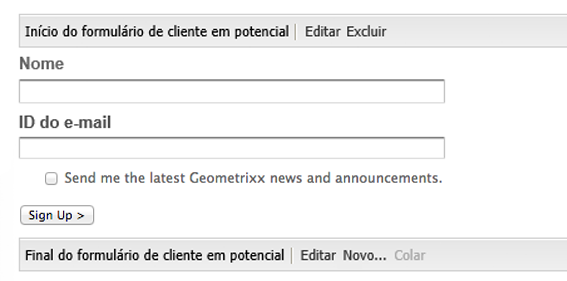 Início do formulário de cliente em potencial Editar Excluir
Nome
ID do e-mail
Send me the latest Geometrixx news and announcements.
Sign Up >
Final do formulário de cliente em potencial Editar Novo... Colar